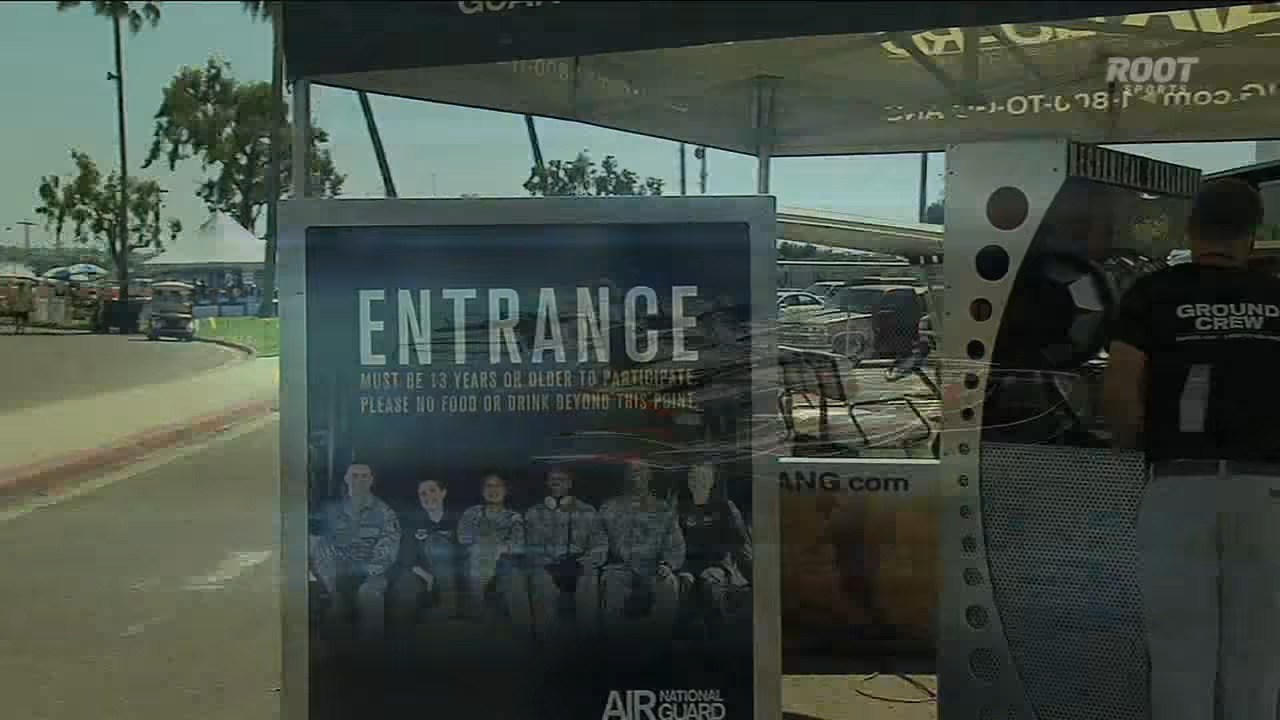 ROOT
SPORTS
ENTRANCE
MUST BE 13 YEARS OR OLDER TO PARTICIPATE.
PLEASE NO FOOD OR DRINK BEYOND THIS POINT.
GROUND
CREW
ANG.com
AIR NATIONAL
GUARD